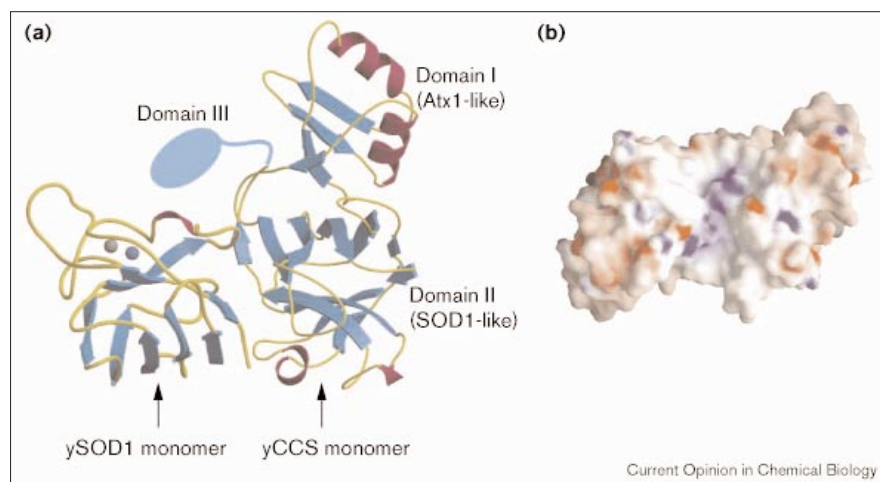 (a)
(b)
Domain I
(Atx1-like)
Domain III
Domain II
(SOD1-like)
ySOD1 monomer
yCCS monomer
Current Opinion in Chemical Biology